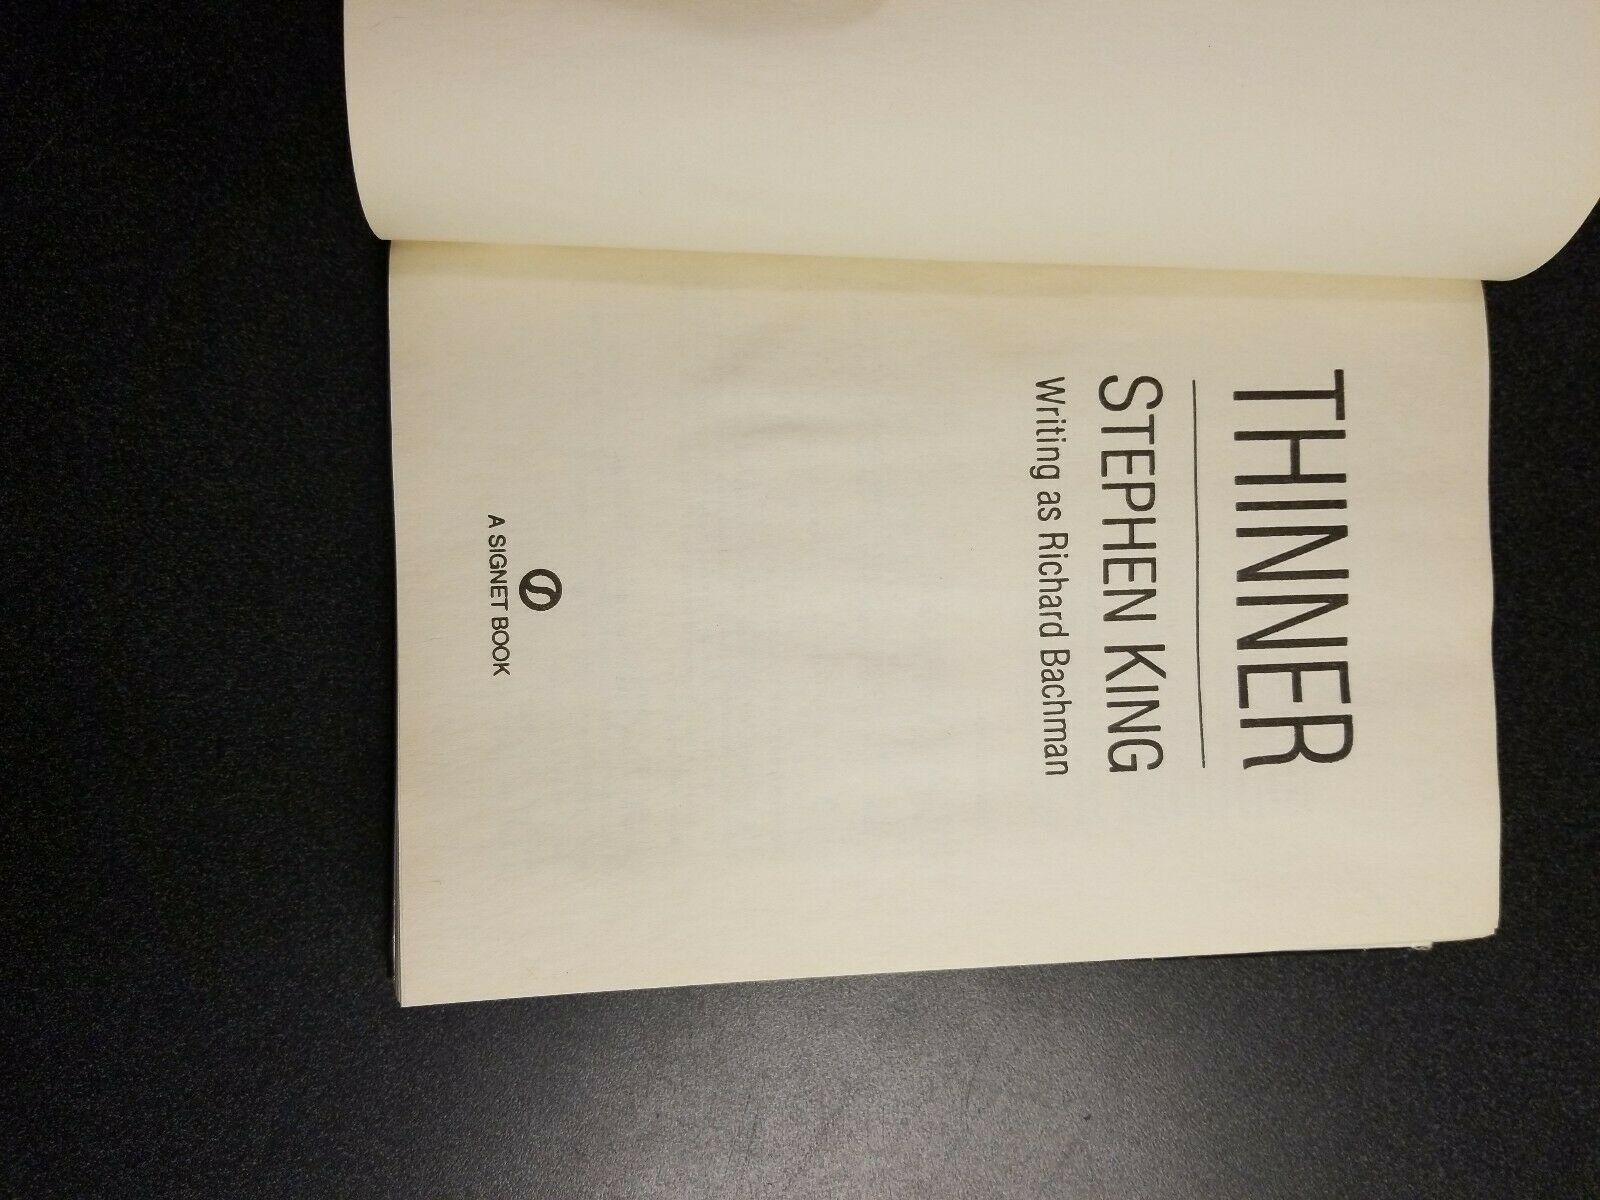 THINNER
STEPHEN KING
Writing as Richard Bachman
A SIGNET BOOK